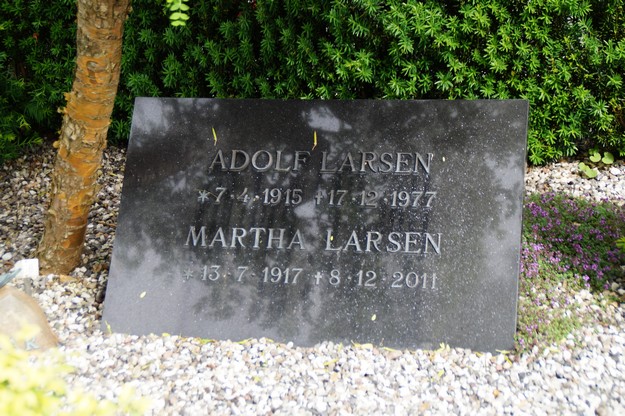 ADOLF LARSEN
*7·4·1915 †17·12·1977
MARTHA LARSEN
*13·7·1917 †8·12·2011